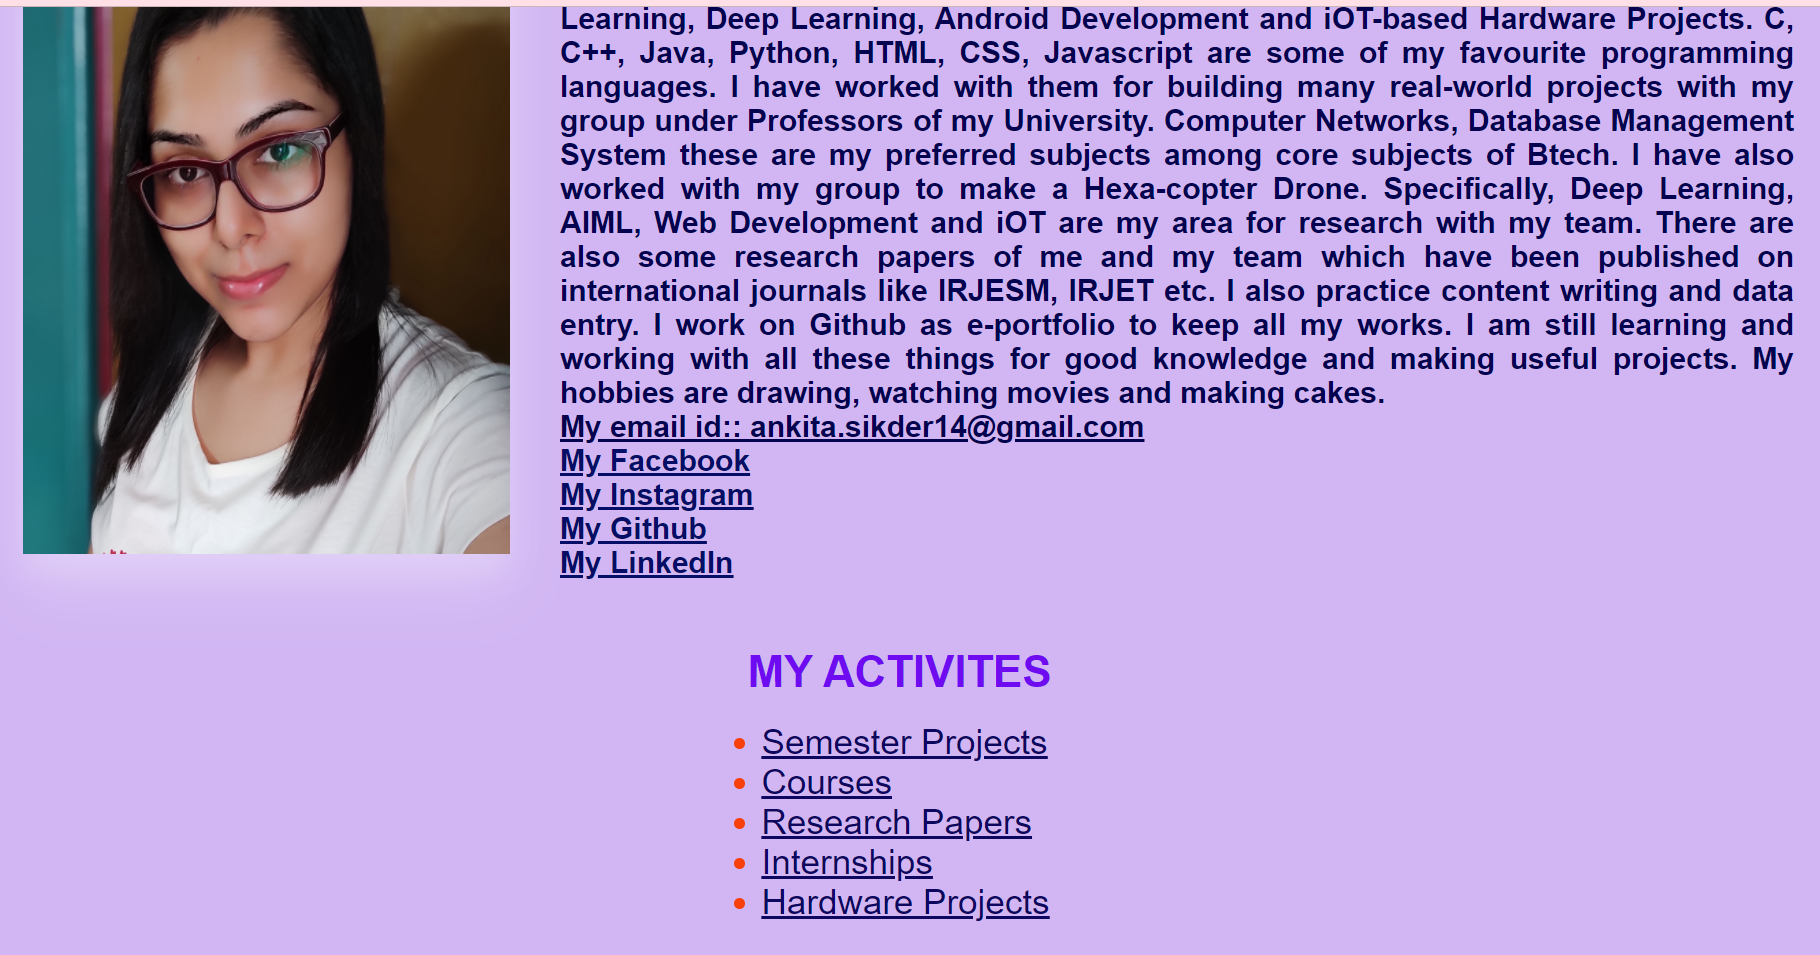 Learning, Deep Learning, Android Development and iOT-based Hardware Projects. C,
C++, Java, Python, HTML, CSS, Javascript are some of my favourite programming
languages. I have worked with them for building many real-world projects with my
group under Professors of my University. Computer Networks, Database Management
System these are my preferred subjects among core subjects of Btech. I have also
worked with my group to make a Hexa-copter Drone. Specifically, Deep Learning,
AIML, Web Development and iOT are my area for research with my team. There are
also some research papers of me and my team which have been published on
international journals like IRJESM, IRJET etc. I also practice content writing and data
entry. I work on Github as e-portfolio to keep all my works. I am still learning and
working with all these things for good knowledge and making useful projects. My
hobbies are drawing, watching movies and making cakes.
My email id:: ankita.sikder14@gmail.com
My Facebook
My Instagram
My Github
My LinkedIn
MY ACTIVITES
Semester Projects
Courses
Research Papers
Internships
Hardware Projects